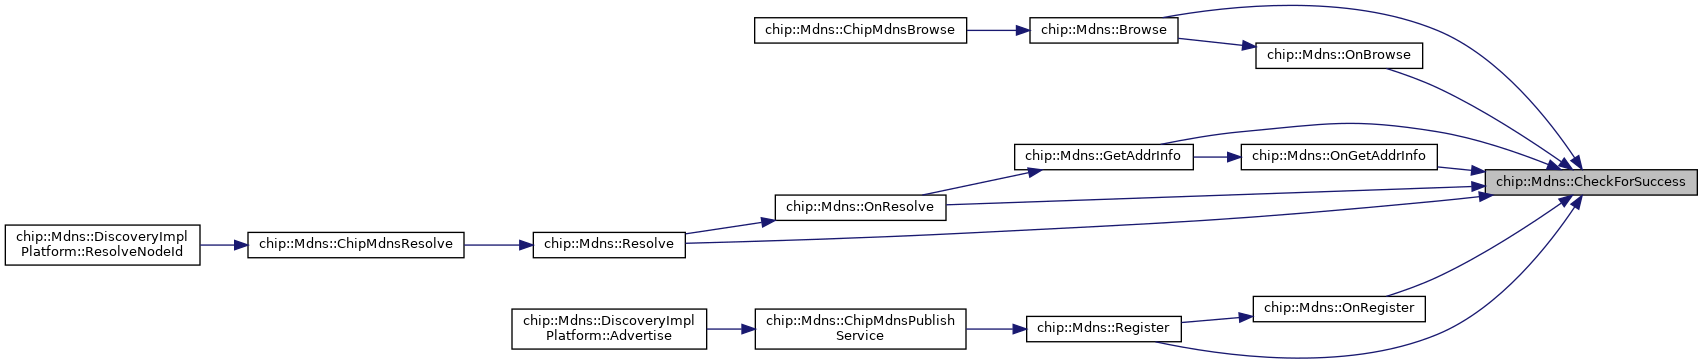 chip::Mdns::ChipMdnsBrowse
chip::Mdns::Browse
chip::Mdns::OnBrowse
chip::Mdns::GetAddrInfo
chip::Mdns::OnGetAddrInfo
chip::Mdns::CheckForSuccess
chip::Mdns::OnResolve
chip::Mdns::DiscoveryImpl
Platform::ResolveNodeId
chip::Mdns::ChipMdnsResolve
chip::Mdns::Resolve
chip::Mdns::OnRegister
chip::Mdns::DiscoveryImpl
Platform::Advertise
chip::Mdns::ChipMdnsPublish
Service
chip::Mdns::Register